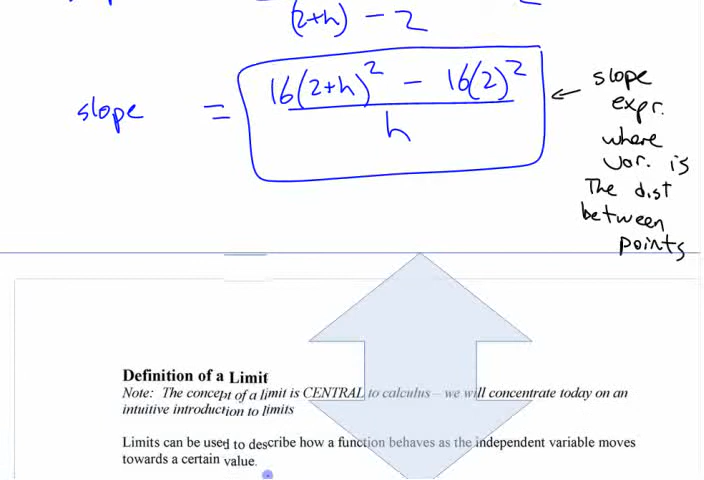 (2+h) - 2
slope = 16(2+h)² - 16(2)²
h
slope
expr.
where
var. is
The dist
between
points
Definition of a Limit
Note: The concept of a limit is CENTRAL to calculus – we will concentrate today on an
intuitive introduction to limits
Limits can be used to describe how a function behaves as the independent variable moves
towards a certain value.